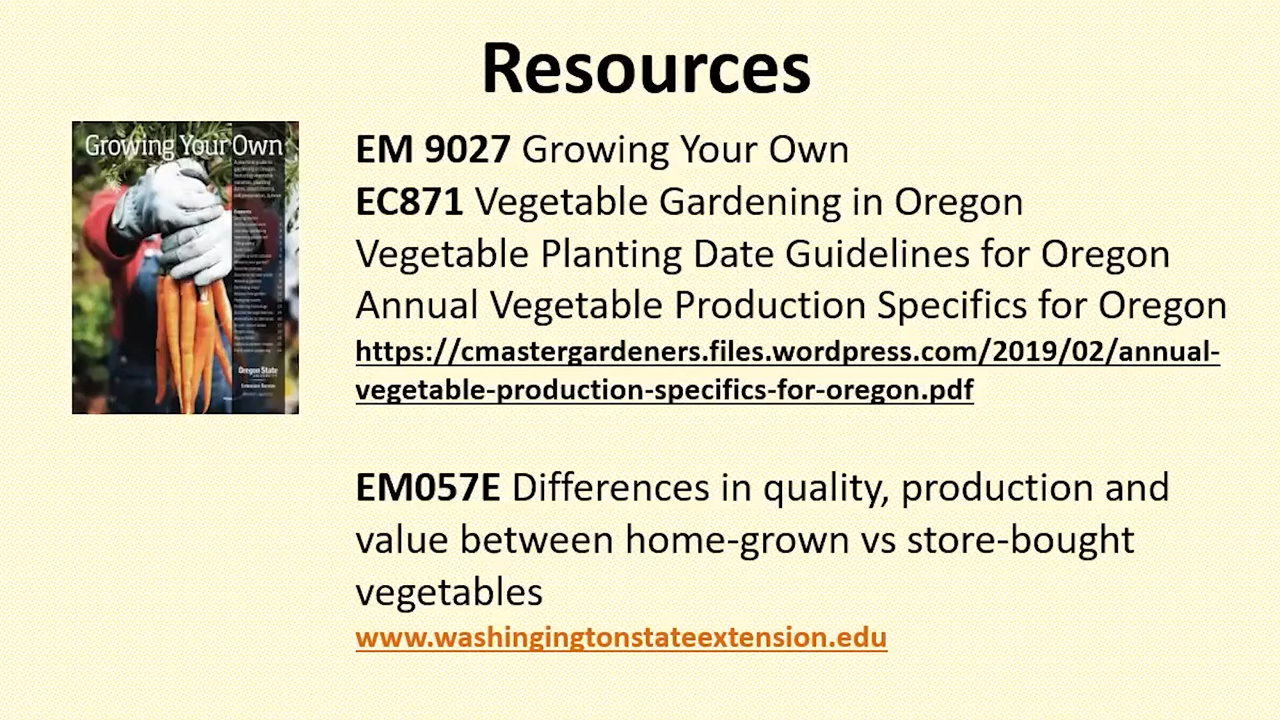 Resources
Growing Your Own
Oregon State
EM 9027 Growing Your Own
EC871 Vegetable Gardening in Oregon
Vegetable Planting Date Guidelines for Oregon
Annual Vegetable Production Specifics for Oregon
https://cmastergardeners.files.wordpress.com/2019/02/annual-
vegetable-production-specifics-for-oregon.pdf
EM057E Differences in quality, production and
value between home-grown vs store-bought
vegetables
www.washingingtonstateextension.edu